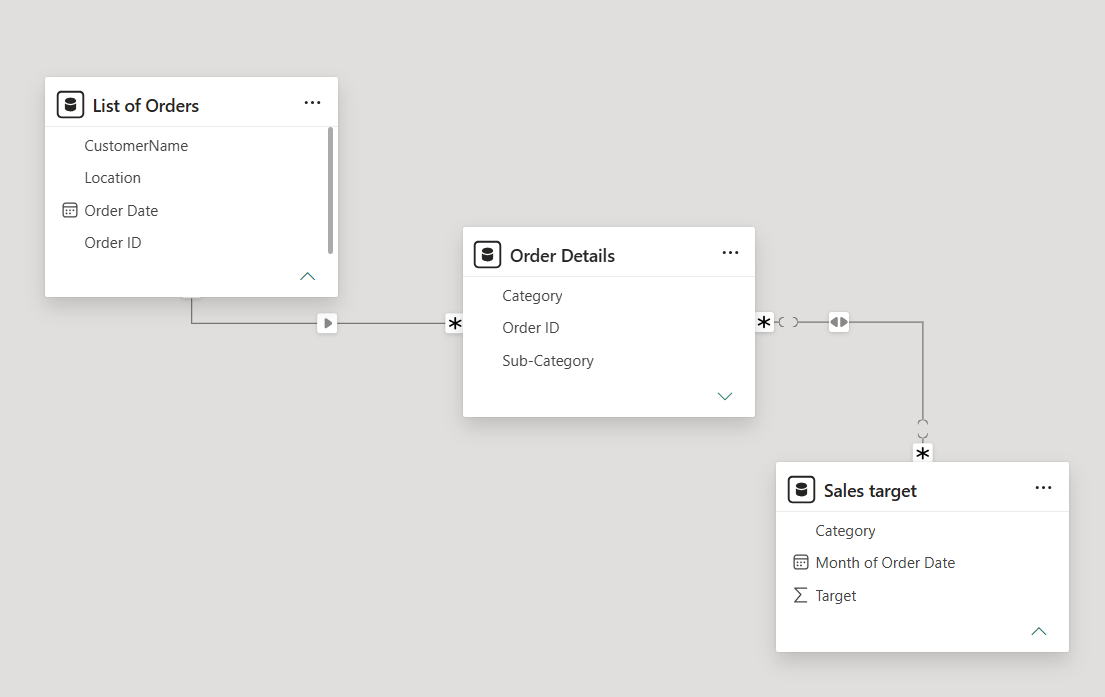 List of Orders
CustomerName
Location
Order Date
Order ID
Order Details
Category
Order ID
Sub-Category
Sales target
Category
Month of Order Date
Target